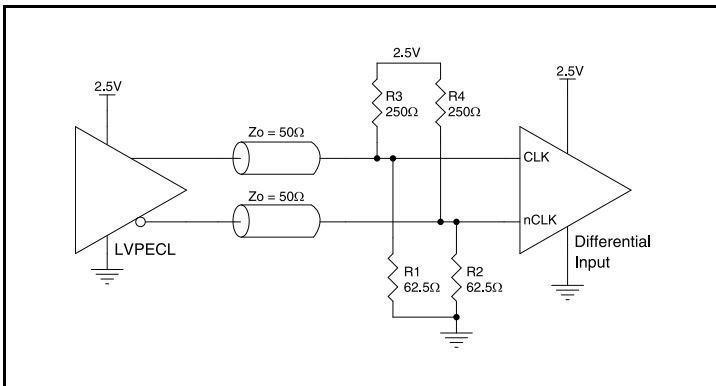 2.5V
2.5V
2.5V
R3
250Ω
R4
250Ω
Zo = 50Ω
CLK
Zo = 50Ω
nCLK
LVPECL
Differential
Input
R1
62.5Ω
R2
62.5Ω